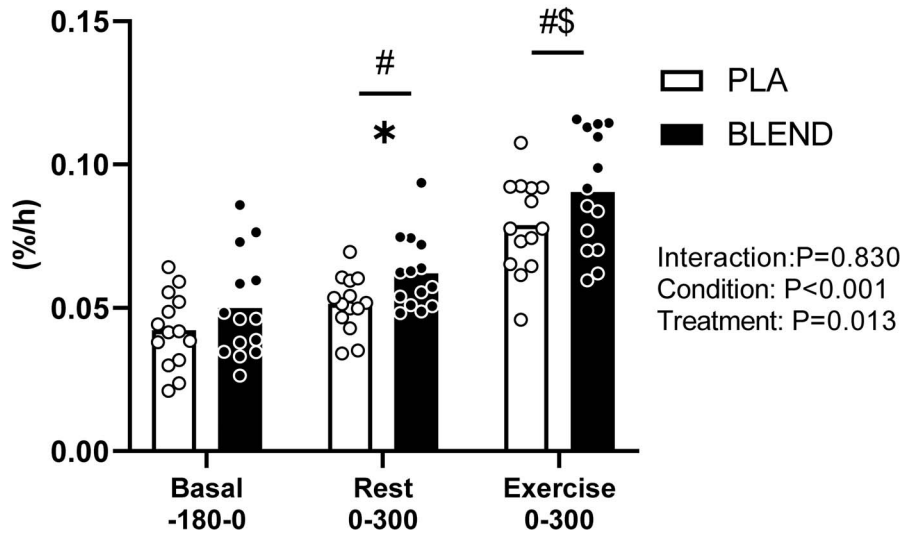 0.15
0.10
0.05
0.00
(%/h)
#
*
#$
PLA
BLEND
Interaction:P=0.830
Condition: P<0.001
Treatment: P=0.013
Basal
-180-0
Rest
0-300
Exercise
0-300